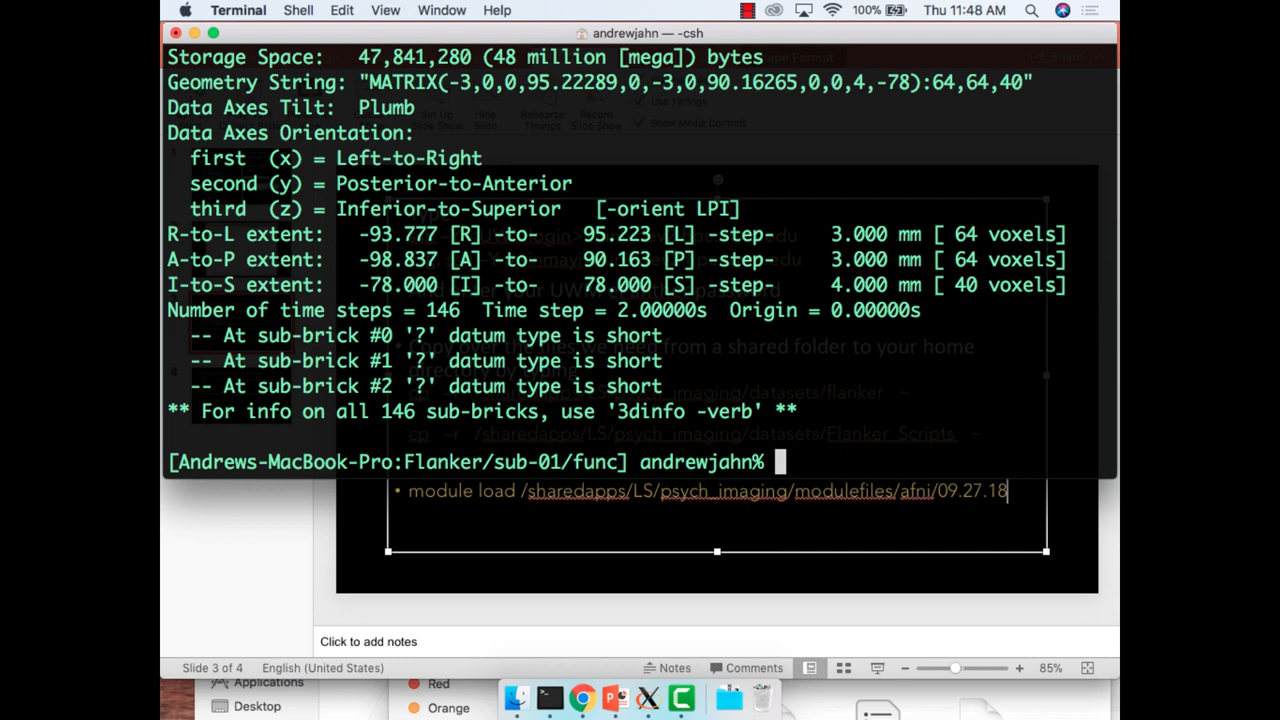 Terminal Shell Edit View Window Help 100% Thu 11:48 AM
andrewjahn — -csh
Storage Space: 47,841,280 (48 million [mega]) bytes
Geometry String: "MATRIX(-3,0,0,95.22289,0,-3,0,90.16265,0,0,4,-78):64,64,40"
Data Axes Tilt: Plumb
Data Axes Orientation:
first (x) = Left-to-Right
second (y) = Posterior-to-Anterior
third (z) = Inferior-to-Superior [-orient LPI]
R-to-L extent: -93.777 [R] -to- 95.223 [L] -step- 3.000 mm [ 64 voxels]
A-to-P extent: -98.837 [A] -to- 90.163 [P] -step- 3.000 mm [ 64 voxels]
I-to-S extent: -78.000 [I] -to- 78.000 [S] -step- 4.000 mm [ 40 voxels]
Number of time steps = 146 Time step = 2.00000s Origin = 0.00000s
-- At sub-brick #0 '?' datum type is short
-- At sub-brick #1 '?' datum type is short
-- At sub-brick #2 '?' datum type is short
** For info on all 146 sub-bricks, use '3dinfo -verb' **
cp -r /sharedapps/LS/psych_imaging/datasets/Flanker_Scripts ~
[Andrews-MacBook-Pro:Flanker/sub-01/func] andrewjahn%
• module load /sharedapps/LS/psych_imaging/modulefiles/afni/09.27.18
Click to add notes
Slide 3 of 4 English (United States) Notes Comments 85%
Applications Red
Desktop Orange